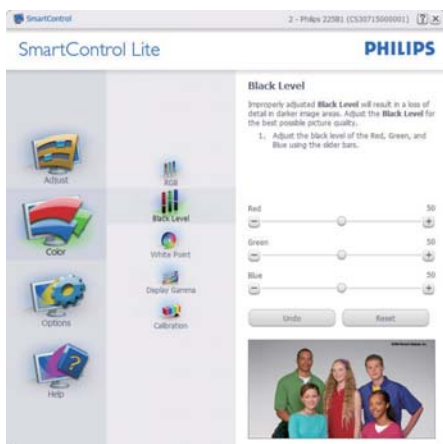 SmartControl
2 - Philips 225B1 (CS30715000001)
SmartControl Lite
PHILIPS
Adjust
Color
Options
Help
RGB
Black Level
White Point
Display Gamma
Calibration
Black Level
Improperly adjusted Black Level will result in a loss of
detail in darker image areas. Adjust the Black Level for
the best possible picture quality.
1. Adjust the black level of the Red, Green, and
Blue using the slider bars.
Red 50
Green 50
Blue 50
Undo Reset